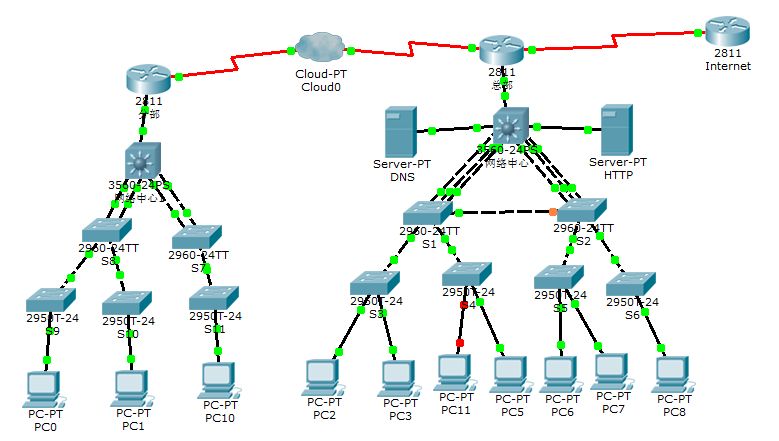 2811
Internet
Cloud-PT
Cloud0
2811
总部
2811
分部
3560-24PS
网络中心
Server-PT
DNS
Server-PT
HTTP
3560-24PS
网络中心1
2960-24TT
S1
2960-24TT
S2
2960-24TT
S8
2960-24TT
S7
2950T-24
2950T-24
2950T-24
2950T-24
S6
2950T-24
S9
2950T-24
S10
2950T-24
S11
PC-PT
PC0
PC-PT
PC1
PC-PT
PC10
PC-PT
PC2
PC-PT
PC3
PC-PT
PC11
PC-PT
PC5
PC-PT
PC6
PC-PT
PC7
PC-PT
PC8